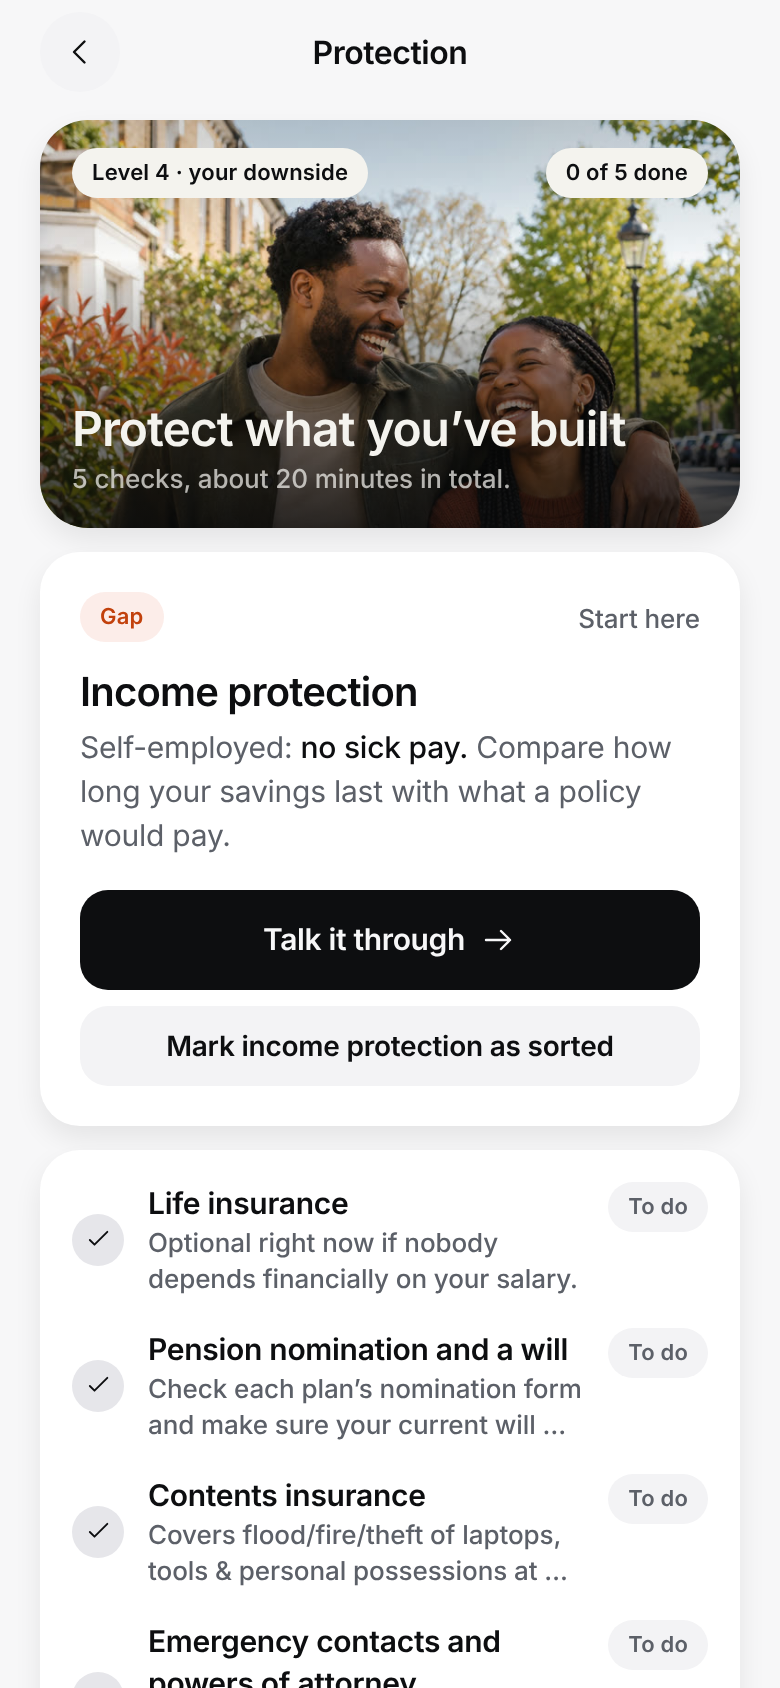 Protection
Level 4 · your downside
0 of 5 done
Protect what you’ve built
5 checks, about 20 minutes in total.
Gap
Start here
Income protection
Self-employed: no sick pay. Compare how
long your savings last with what a policy
would pay.
Talk it through →
Mark income protection as sorted
Life insurance
To do
Optional right now if nobody
depends financially on your salary.
Pension nomination and a will
To do
Check each plan’s nomination form
and make sure your current will ...
Contents insurance
To do
Covers flood/fire/theft of laptops,
tools & personal possessions at ...
Emergency contacts and
To do
powers of attorney